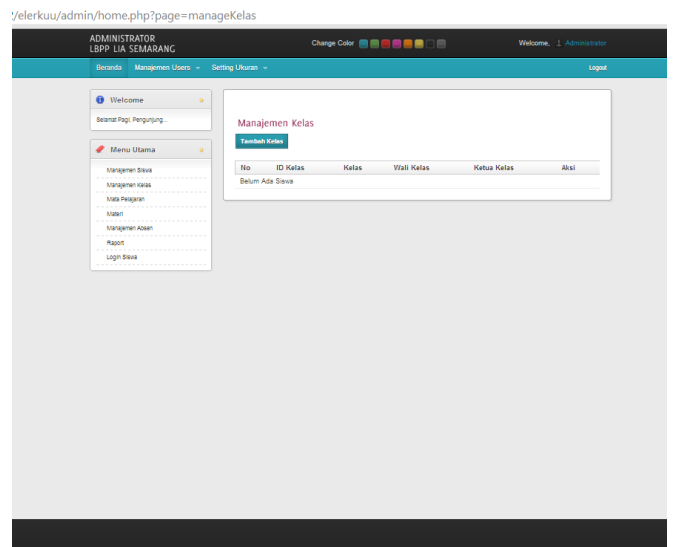 :/elerkuu/admin/home.php?page=manageKelas
ADMINISTRATOR
LBPP LIA SEMARANG
Change Color
Welcome, Administrator
Beranda Manajemen Users Setting Ukuran Logout
Welcome
Selamat Pagi, Pengunjung...
Menu Utama
Manajemen Siswa
Manajemen Kelas
Mata Pelajaran
Materi
Manajemen Absen
Raport
Login Siswa
Manajemen Kelas
Tambah Kelas
No ID Kelas Kelas Wali Kelas Ketua Kelas Aksi
Belum Ada Siswa